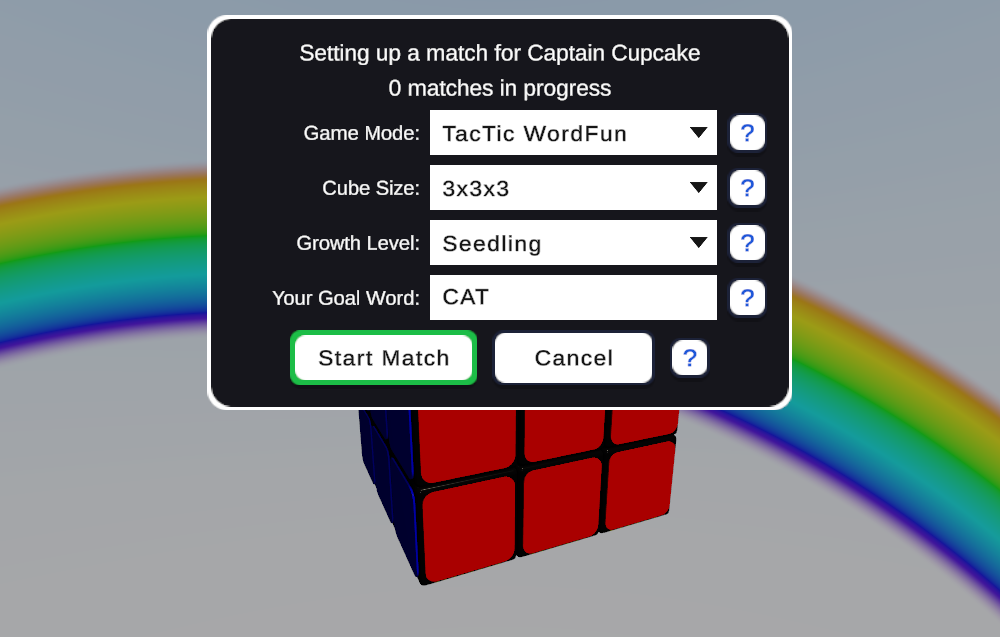 Setting up a match for Captain Cupcake
0 matches in progress
Game Mode: TacTic WordFun ?
Cube Size: 3x3x3 ?
Growth Level: Seedling ?
Your Goal Word: CAT ?
Start Match Cancel ?